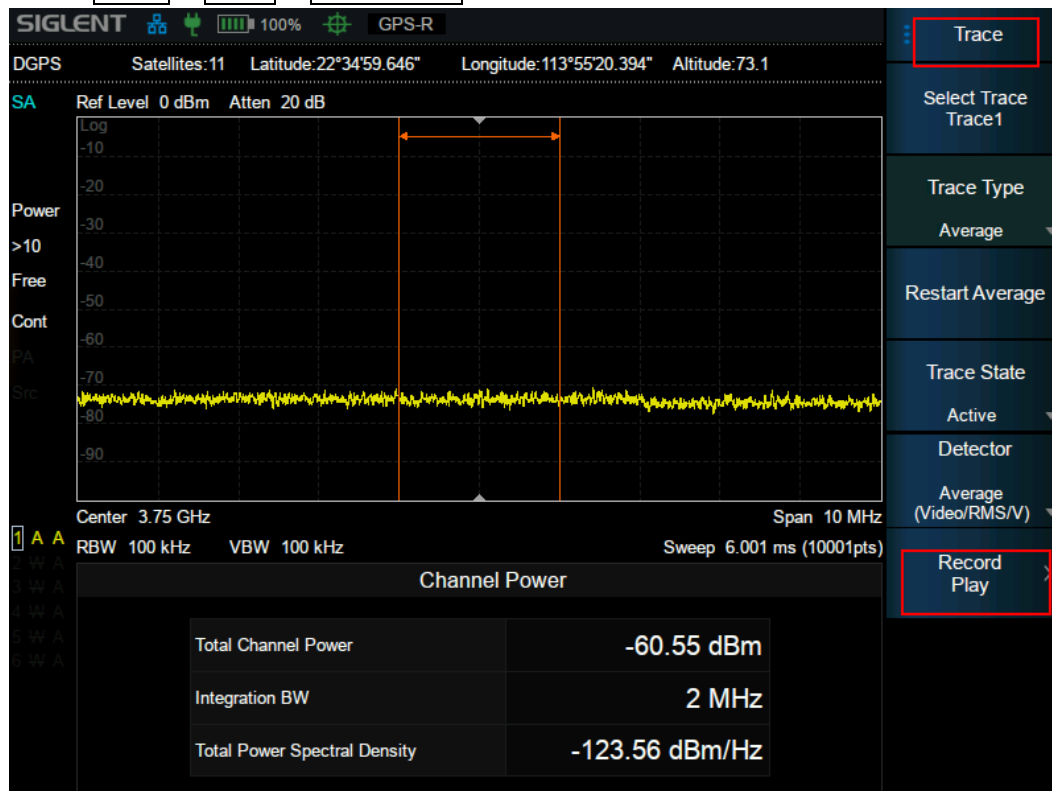 SIGLENT 100% GPS-R
DGPS Satellites:11 Latitude:22°34'59.646" Longitude:113°55'20.394" Altitude:73.1
SA Ref Level 0 dBm Atten 20 dB
Log
-10
-20
-30
-40
-50
-60
-70
-80
-90
Power
>10
Free
Cont
PA
Src
Center 3.75 GHz Span 10 MHz
RBW 100 kHz VBW 100 kHz Sweep 6.001 ms (10001pts)
1 A A
2 W A
3 W A
4 W A
5 W A
6 W A
Channel Power
Total Channel Power -60.55 dBm
Integration BW 2 MHz
Total Power Spectral Density -123.56 dBm/Hz
Trace
Select Trace
Trace1
Trace Type
Average
Restart Average
Trace State
Active
Detector
Average
(Video/RMS/V)
Record
Play